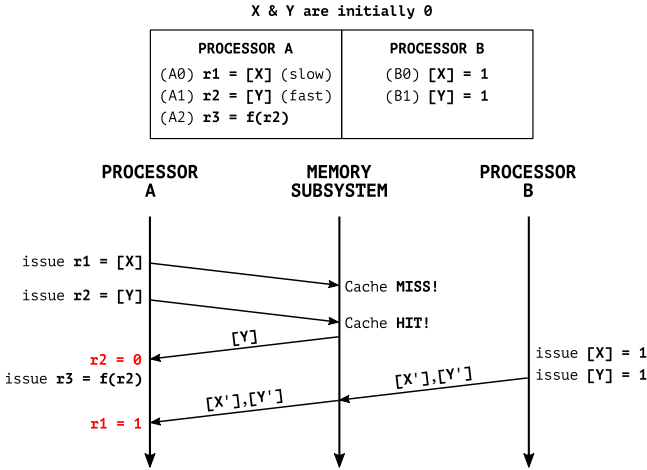 X & Y are initially 0
PROCESSOR A
(A0) r1 = [X] (slow)
(A1) r2 = [Y] (fast)
(A2) r3 = f(r2)
PROCESSOR B
(B0) [X] = 1
(B1) [Y] = 1
PROCESSOR
A
MEMORY
SUBSYSTEM
PROCESSOR
B
issue r1 = [X]
Cache MISS!
issue r2 = [Y]
Cache HIT!
[Y]
r2 = 0
issue [X] = 1
issue r3 = f(r2)
issue [Y] = 1
[X'],[Y']
[X'],[Y']
r1 = 1